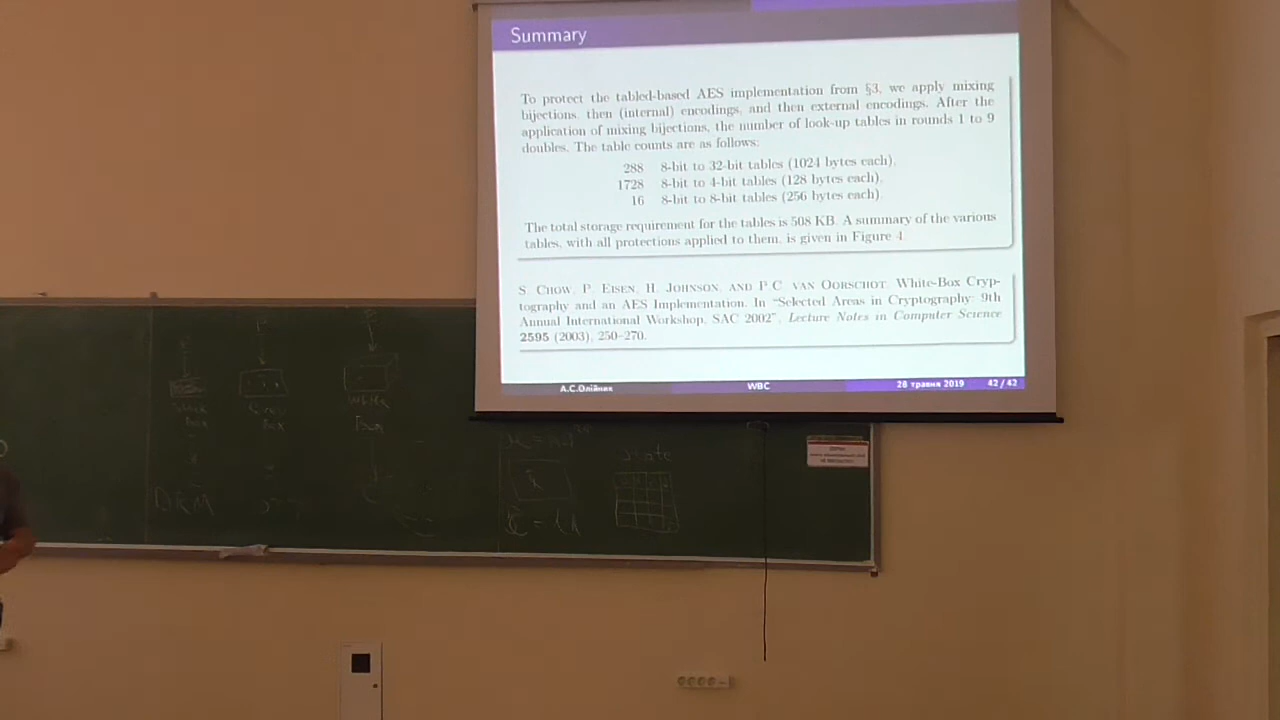 Summary
To protect the tabled-based AES implementation from §3, we apply mixing
bijections, then (internal) encodings, and then external encodings. After the
application of mixing bijections, the number of look-up tables in rounds 1 to 9
doubles. The table counts are as follows:
288 8-bit to 32-bit tables (1024 bytes each),
1728 8-bit to 4-bit tables (128 bytes each),
16 8-bit to 8-bit tables (256 bytes each).
The total storage requirement for the tables is 508 KB. A summary of the various
tables, with all protections applied to them, is given in Figure 4.
S. Chow, P. Eisen, H. Johnson, and P.C. van Oorschot. White-Box Cryp-
tography and an AES Implementation. In "Selected Areas in Cryptography: 9th
Annual International Workshop, SAC 2002", Lecture Notes in Computer Science
2595 (2003), 250–270.
А.С.Олійник WBC 28 травня 2019 42 / 42
White
Box
box
Box
DRM
State